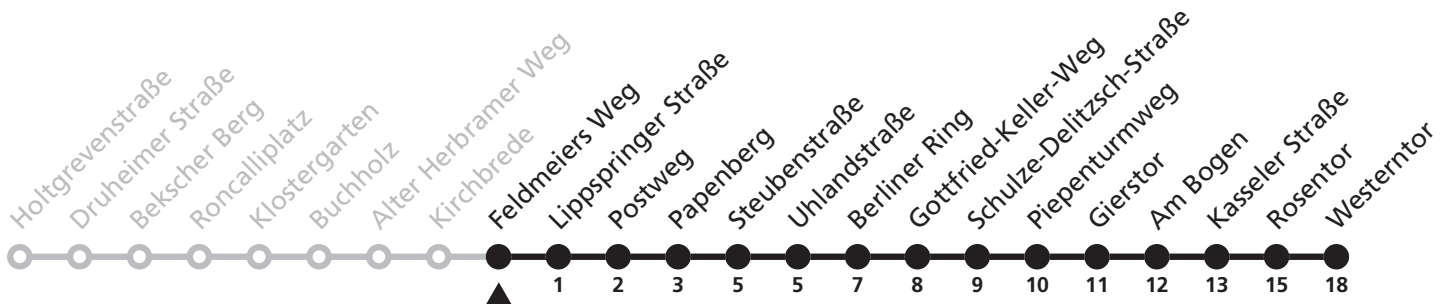 Holtgrevenstraße
Druheimer Straße
Bekscher Berg
Roncalliplatz
Klostergarten
Buchholz
Alter Herbramer Weg
Kirchbrede
Feldmeiers Weg
Lippspringer Straße
Postweg
Papenberg
Steubenstraße
Uhlandstraße
Berliner Ring
Gottfried-Keller-Weg
Schulze-Delitzsch-Straße
Piepenturmweg
Gierstor
Am Bogen
Kasseler Straße
Rosentor
Westerntor
1 2 3 5 5 7 8 9 10 11 12 13 15 18